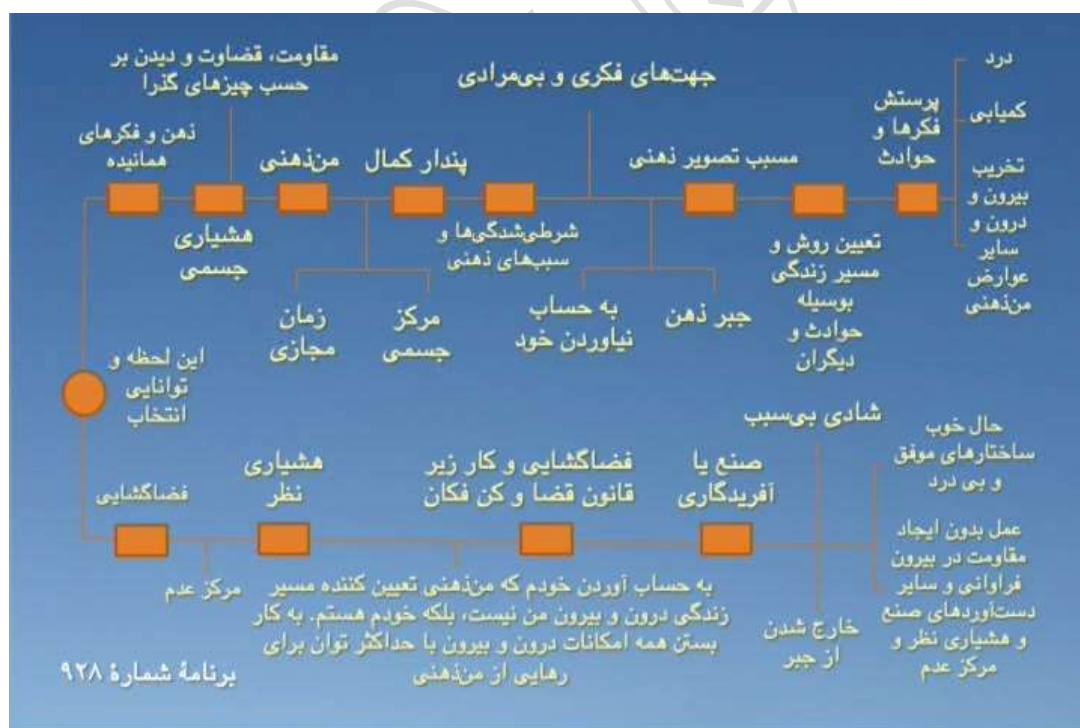 مقاومت، قضاوت و دیدن بر
حسب چیزهای گذرا
جهت‌های فکری و بی‌مرادی
درد
کمیابی
تخریب
بیرون و
درون و
سایر
عوارض
من‌ذهنی
پرستش
فکرها و
حوادث
ذهن و فکرهای
همانیده
من‌ذهنی
پندار کمال
مسبب تصویر ذهنی
هشیاری
جسمی
شرطی‌شدگی‌ها و
سبب‌های ذهنی
تعیین روش و
مسیر زندگی
بوسیله
حوادث و
دیگران
زمان
مجازی
مرکز
جسمی
به حساب
نیاوردن خود
جبر ذهن
این لحظه و
توانایی
انتخاب
شادی بی‌سبب
حال خوب
ساختارهای موفق
و بی درد
فضاگشایی
هشیاری
نظر
فضاگشایی و کار زیر
قانون قضا و کن فکان
صنع یا
آفریدگاری
عمل بدون ایجاد
مقاومت در بیرون
فراوانی و سایر
دست‌آوردهای صنع
و هشیاری نظر و
مرکز عدم
مرکز عدم
به حساب آوردن خودم که من‌ذهنی تعیین کننده مسیر
زندگی درون و بیرون من نیست، بلکه خودم هستم. به کار
بستن همه امکانات درون و بیرون با حداکثر توان برای
رهایی از من‌ذهنی
خارج شدن
از جبر
برنامهٔ شمارهٔ ۹۲۸